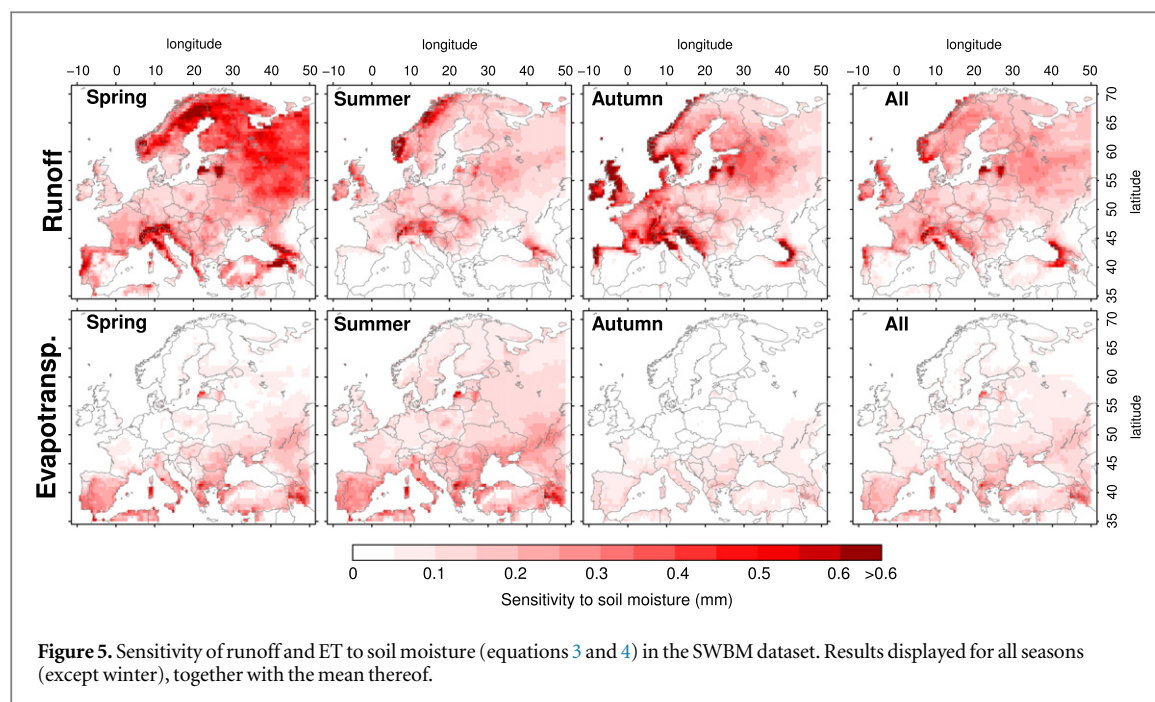 longitude longitude longitude longitude
−10 0 10 20 30 40 50 −10 0 10 20 30 40 50 −10 0 10 20 30 40 50 −10 0 10 20 30 40 50
Spring Summer Autumn All
Runoff
70
65
60
55
50
45
40
35
latitude
Spring Summer Autumn All
Evapotransp.
70
65
60
55
50
45
40
35
latitude
0 0.1 0.2 0.3 0.4 0.5 0.6 >0.6
Sensitivity to soil moisture (mm)
Figure 5. Sensitivity of runoff and ET to soil moisture (equations 3 and 4) in the SWBM dataset. Results displayed for all seasons
(except winter), together with the mean thereof.